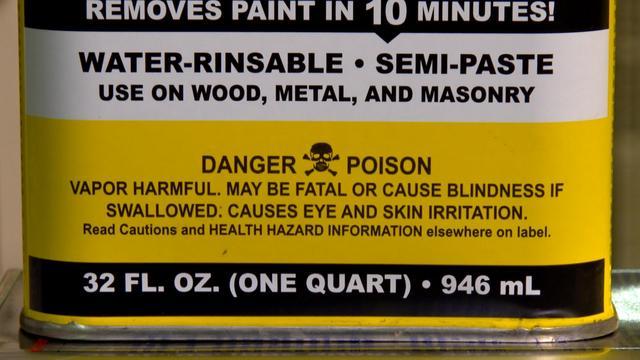 REMOVES PAINT IN 10 MINUTES!
WATER-RINSABLE • SEMI-PASTE
USE ON WOOD, METAL, AND MASONRY
DANGER POISON
VAPOR HARMFUL. MAY BE FATAL OR CAUSE BLINDNESS IF
SWALLOWED. CAUSES EYE AND SKIN IRRITATION.
Read Cautions and HEALTH HAZARD INFORMATION elsewhere on label.
32 FL. OZ. (ONE QUART) • 946 mL